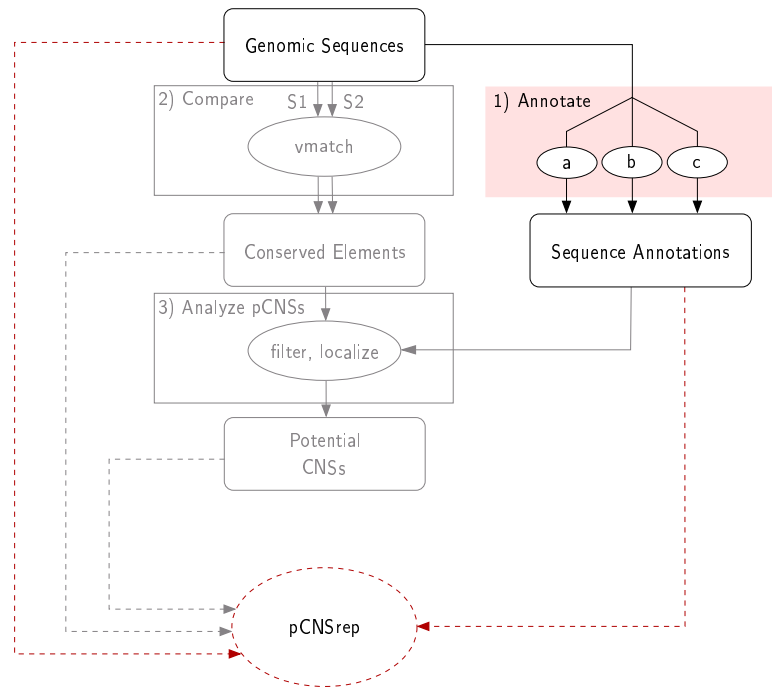 Genomic Sequences
2) Compare
S1
S2
1) Annotate
vmatch
a
b
c
Conserved Elements
Sequence Annotations
3) Analyze pCNSs
filter, localize
Potential
CNSs
pCNSrep